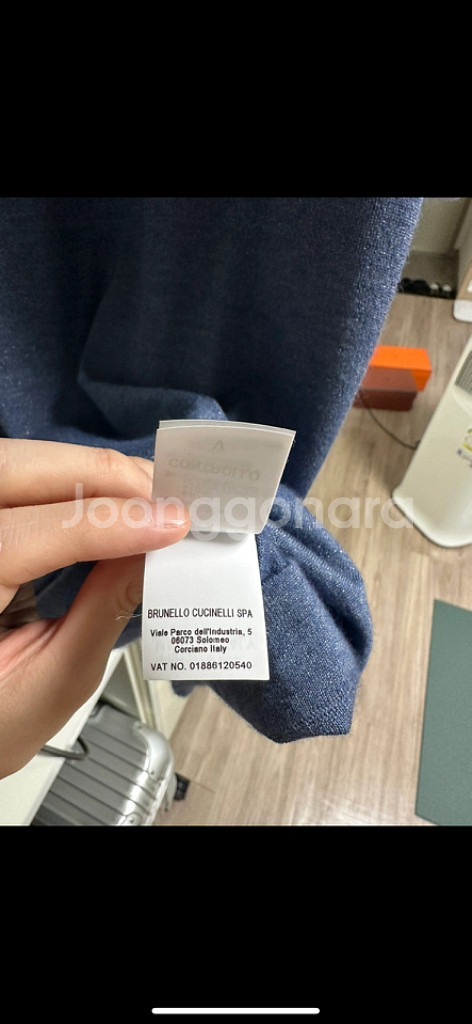 Joonggonara
BRUNELLO CUCINELLI SPA
Viale Parco dell'Industria, 5
06073 Solomeo
Corciano Italy
VAT NO. 01886120540